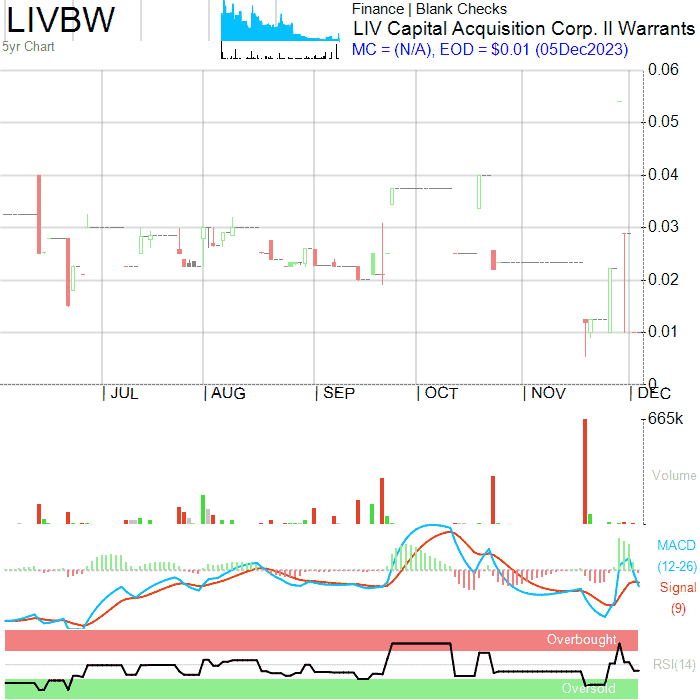 LIVBW
5yr Chart
Finance | Blank Checks
LIV Capital Acquisition Corp. II Warrants
MC = (N/A), EOD = $0.01 (05Dec2023)
0.06
0.05
0.04
0.03
0.02
0.01
0
| JUL | AUG | SEP | OCT | NOV | DEC
665k
Volume
MACD
(12-26)
Signal
(9)
Overbought
RSI(14)
Oversold